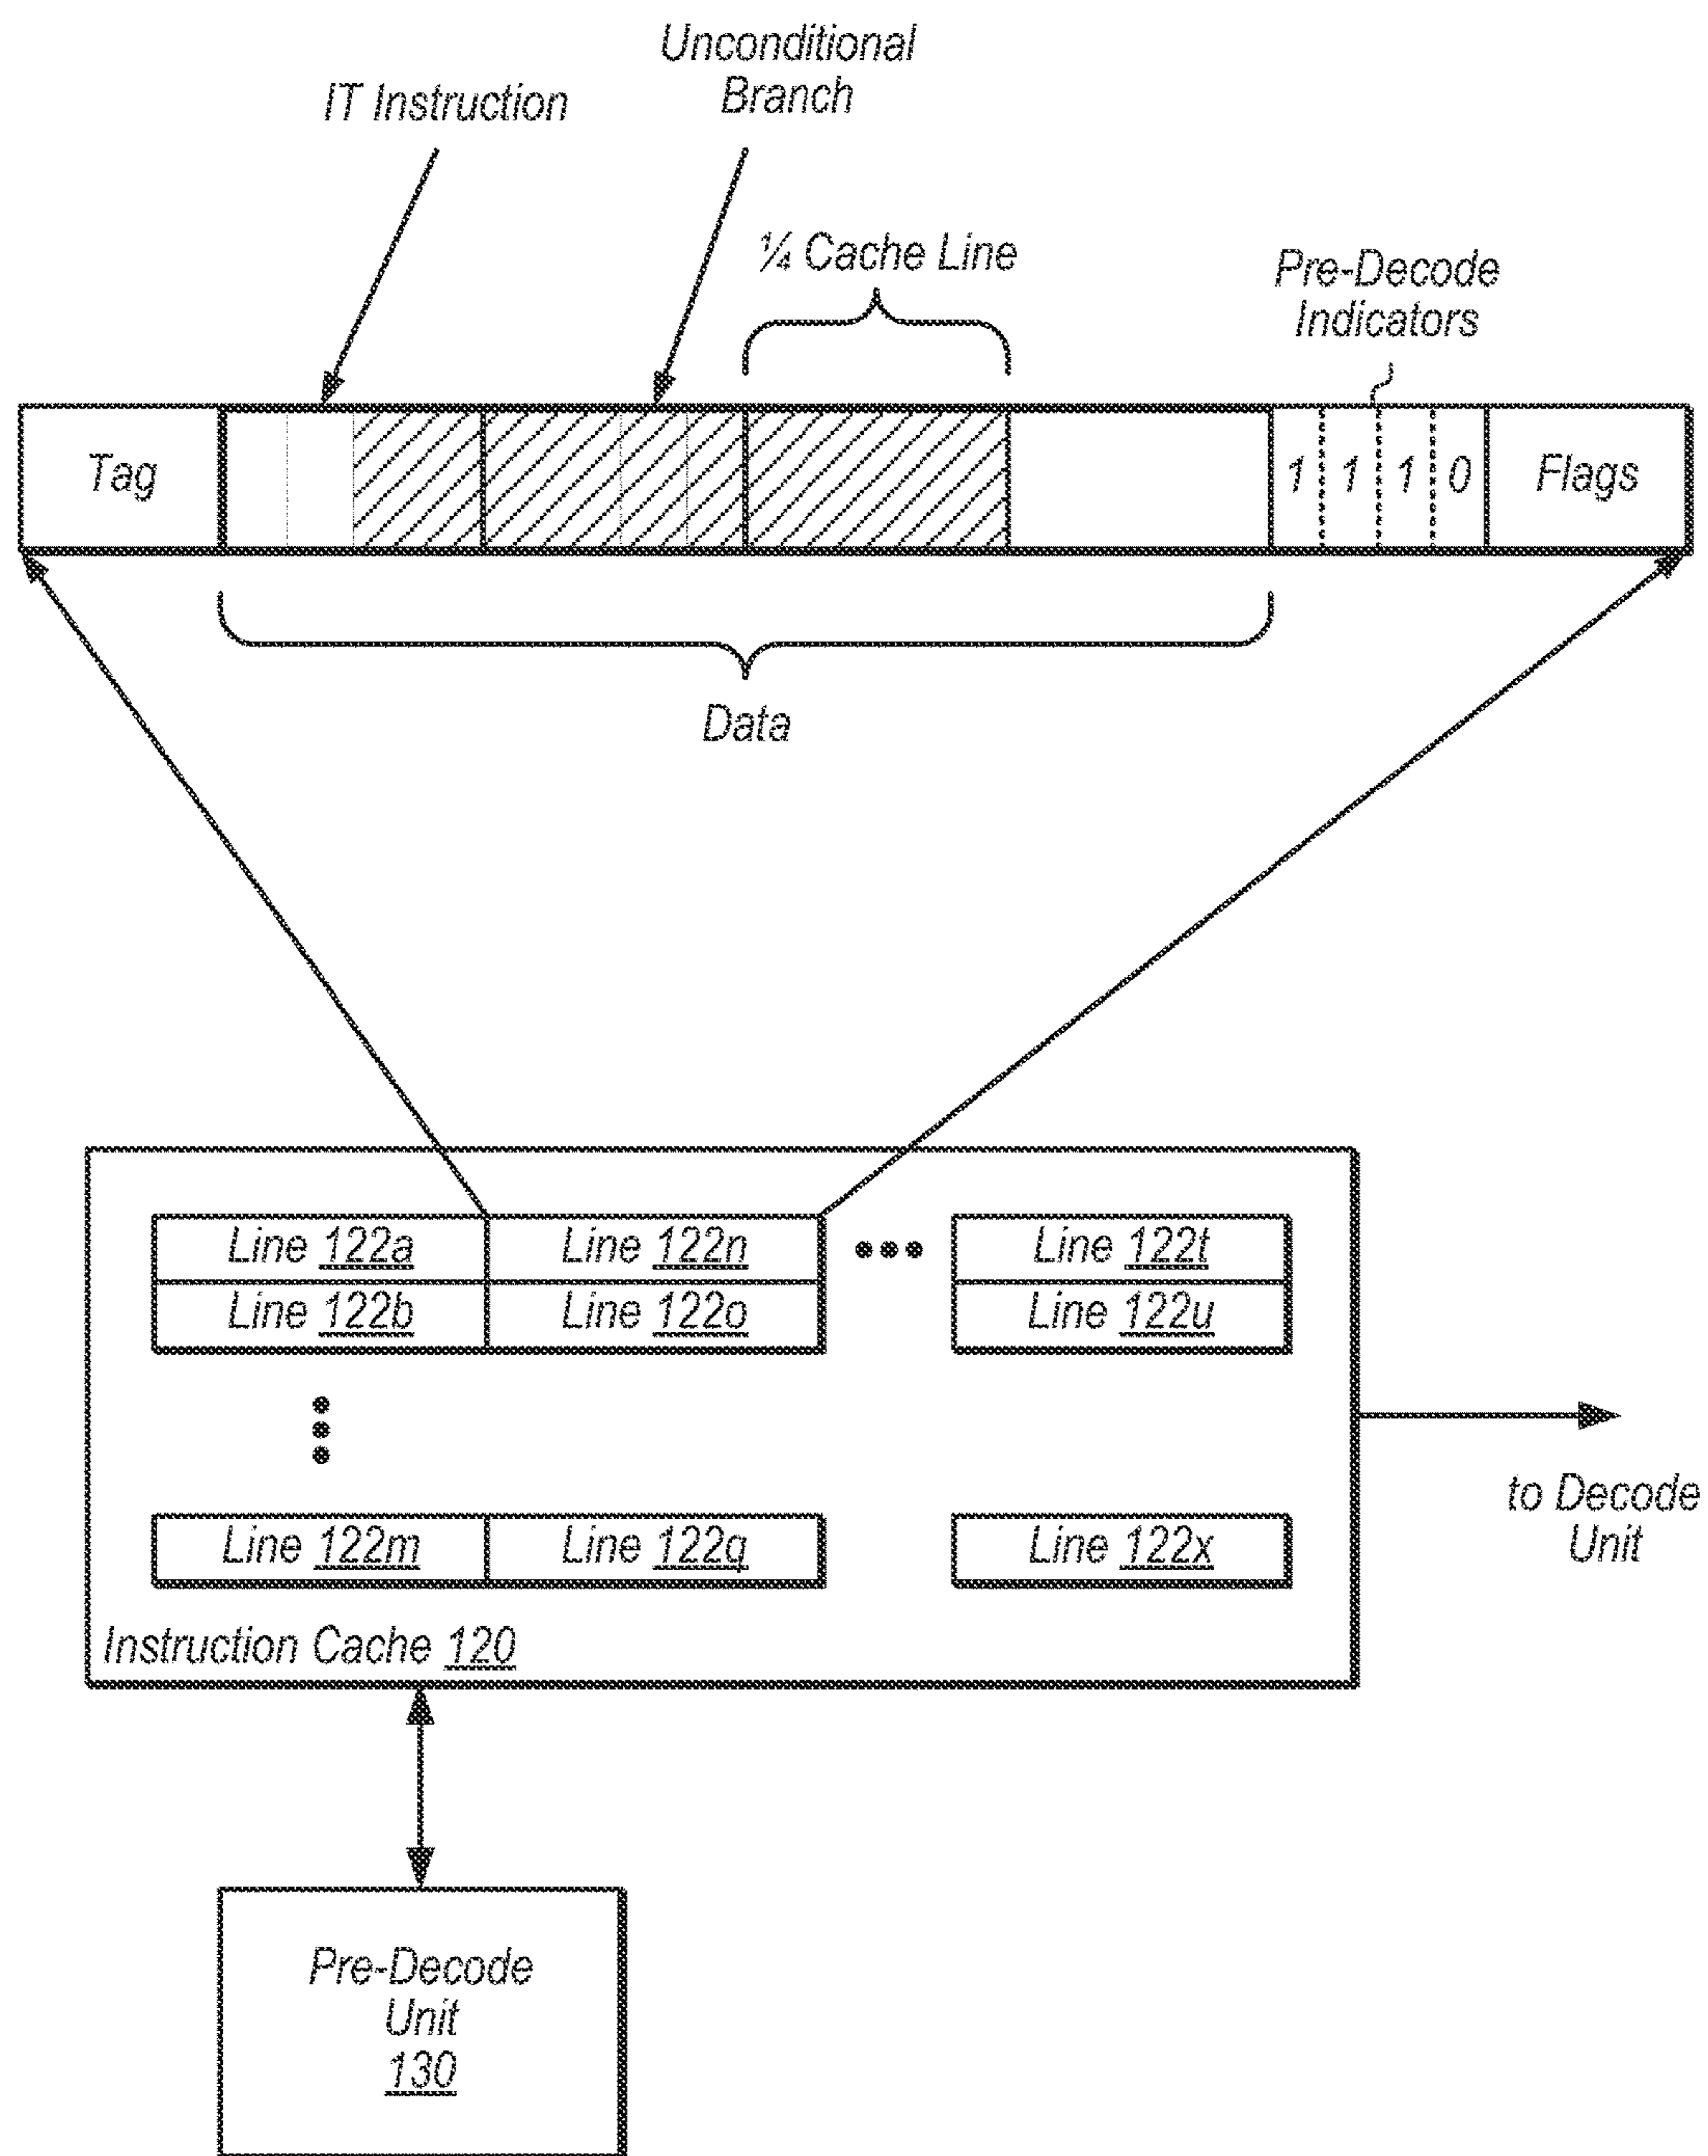 Unconditional
Branch
IT Instruction
¼ Cache Line
Pre-Decode
Indicators
Tag
1 1 1 0
Flags
Data
Line 122a
Line 122n
Line 122t
Line 122b
Line 122o
Line 122u
Line 122m
Line 122q
Line 122x
Instruction Cache 120
to Decode
Unit
Pre-Decode
Unit
130